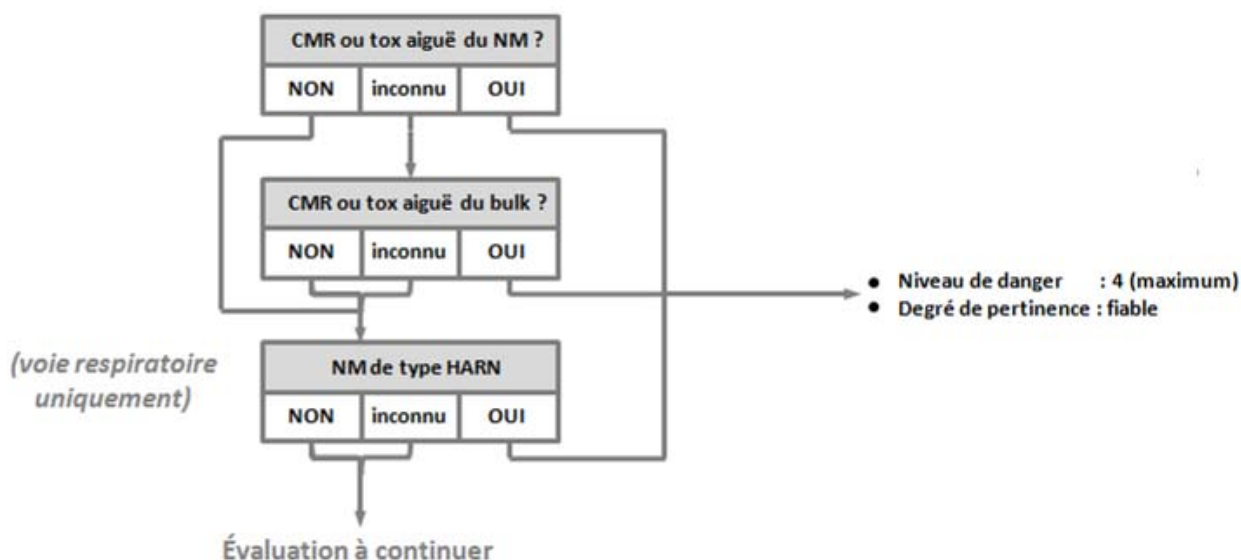 CMR ou tox aiguë du NM ?
NON inconnu OUI
CMR ou tox aiguë du bulk ?
NON inconnu OUI
● Niveau de danger : 4 (maximum)
● Degré de pertinence : fiable
(voie respiratoire
uniquement)
NM de type HARN
NON inconnu OUI
Évaluation à continuer